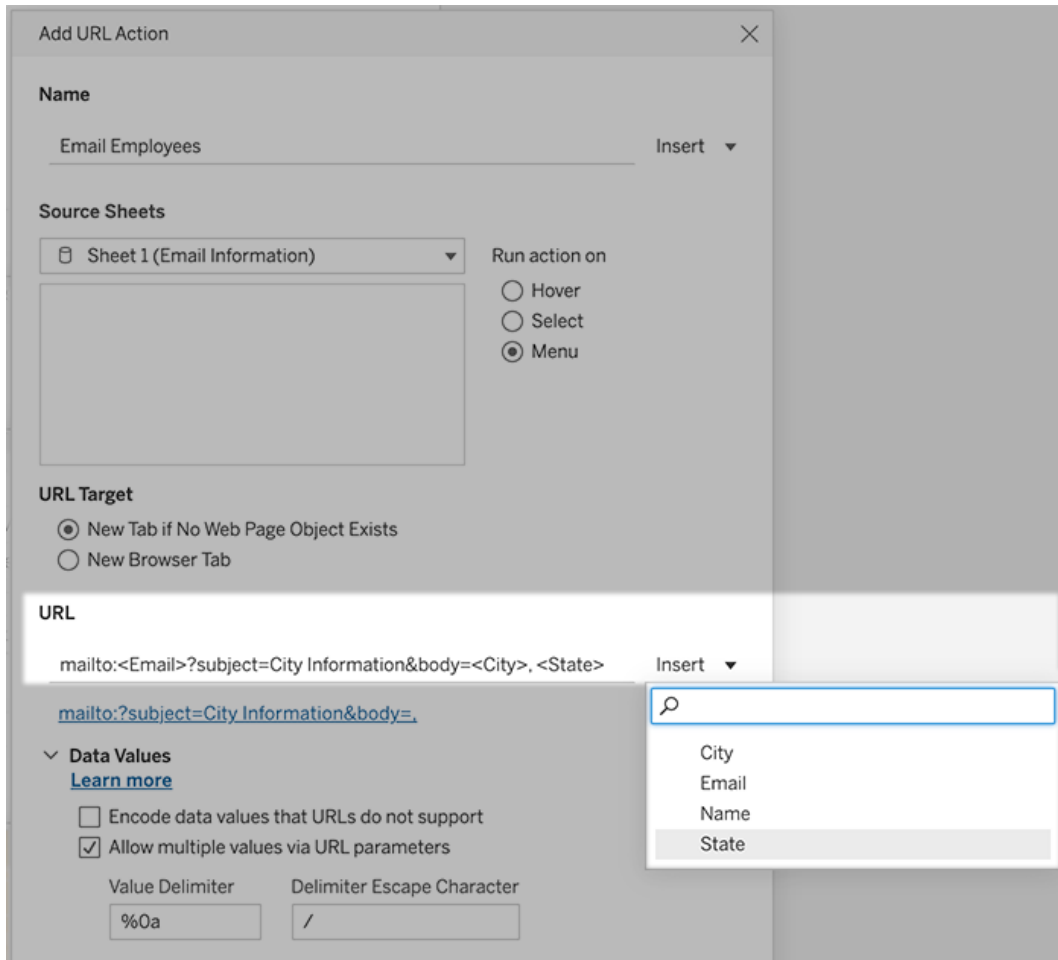 Add URL Action
Name
Email Employees Insert
Source Sheets
Sheet 1 (Email Information) Run action on
Hover
Select
Menu
URL Target
New Tab if No Web Page Object Exists
New Browser Tab
URL
mailto:<Email>?subject=City Information&body=<City>, <State> Insert
mailto:?subject=City Information&body=,
City
Email
Name
State
Data Values
Learn more
Encode data values that URLs do not support
Allow multiple values via URL parameters
Value Delimiter Delimiter Escape Character
%0a /